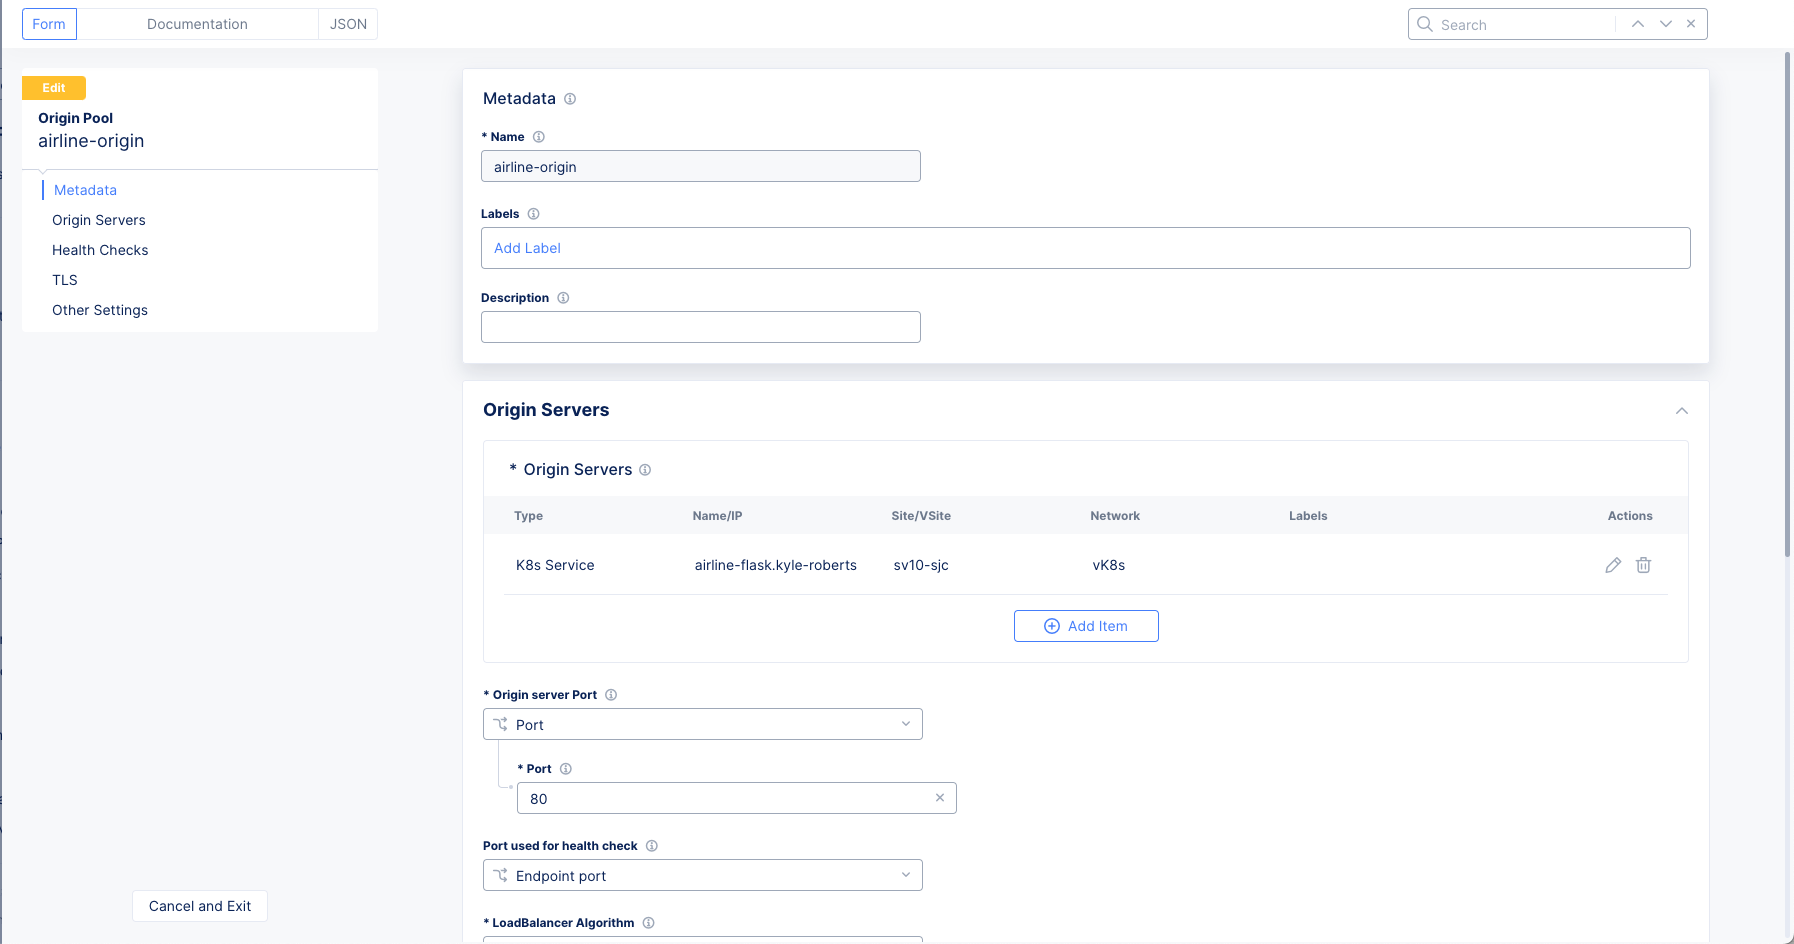 Form Documentation JSON
Search
Edit
Origin Pool
airline-origin
Metadata
Origin Servers
Health Checks
TLS
Other Settings
Cancel and Exit
Metadata
* Name
airline-origin
Labels
Add Label
Description
Origin Servers
* Origin Servers
Type Name/IP Site/VSite Network Labels Actions
K8s Service airline-flask.kyle-roberts sv10-sjc vK8s
Add Item
* Origin server Port
Port
* Port
80
Port used for health check
Endpoint port
* LoadBalancer Algorithm